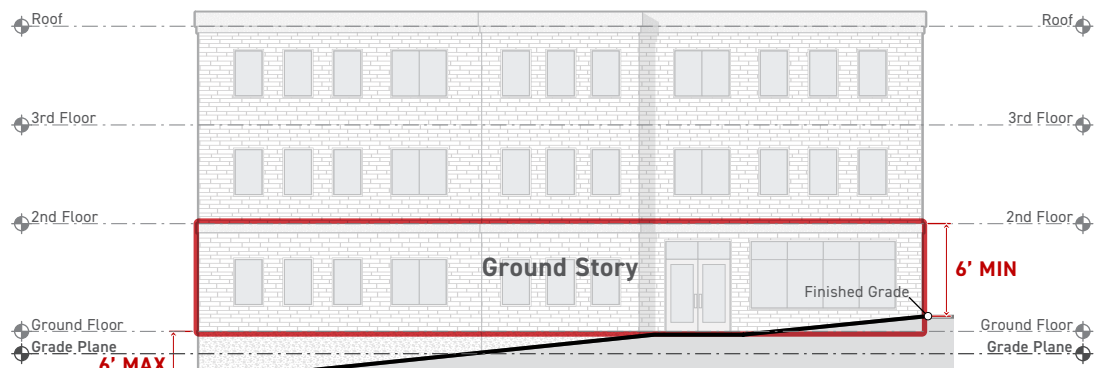 Roof
Roof
3rd Floor
3rd Floor
2nd Floor
2nd Floor
Ground Story
6’ MIN
Finished Grade
Ground Floor
Ground Floor
Grade Plane
Grade Plane
6’ MAX